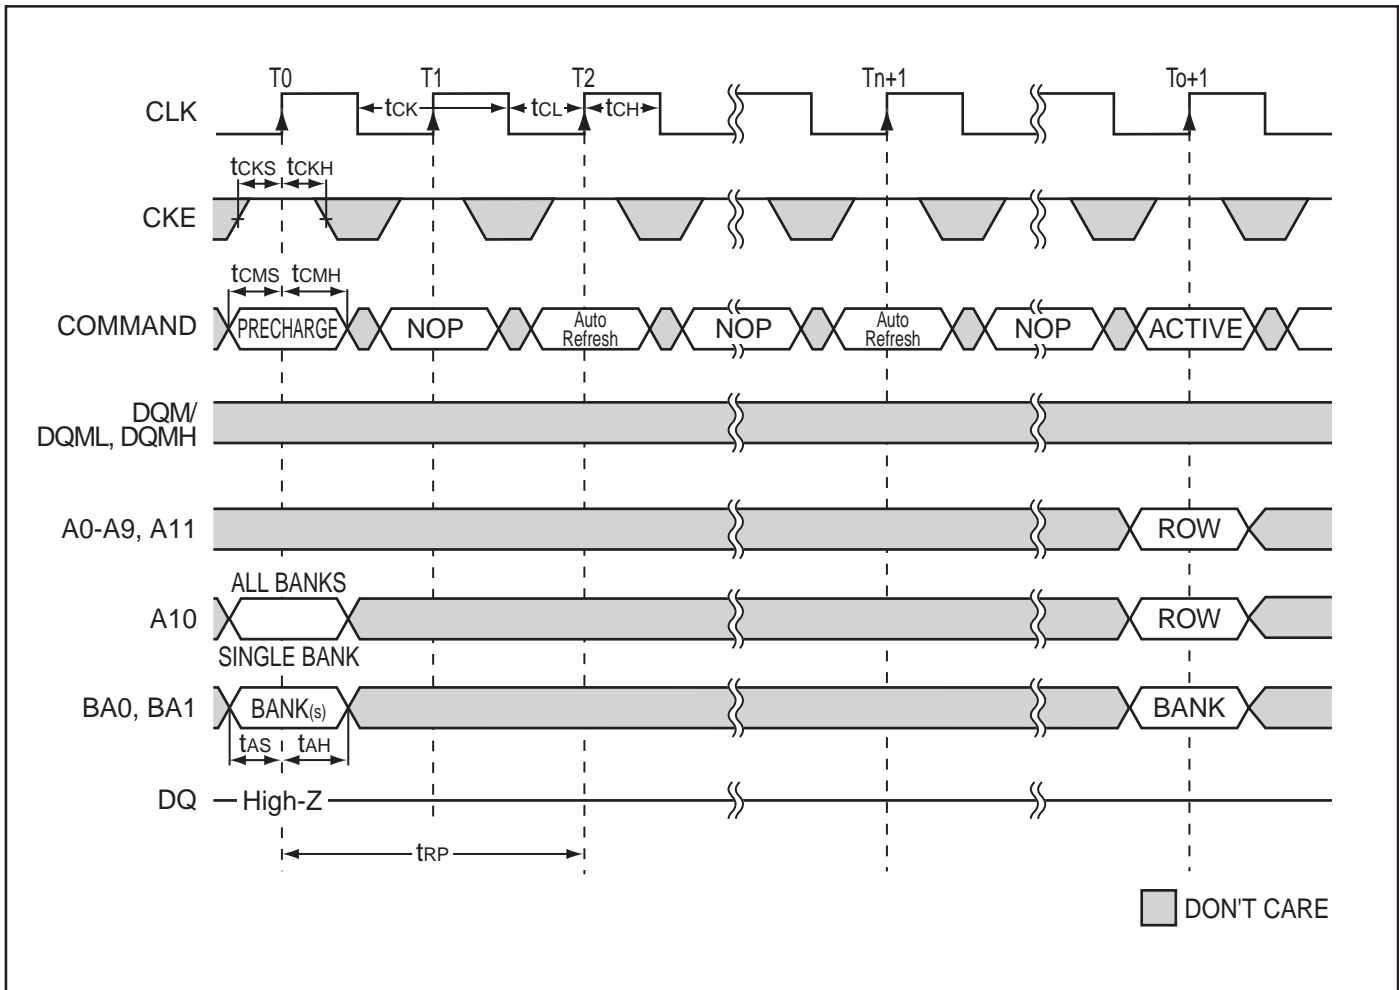 T0 T1 T2 Tn+1 To+1
CLK tCK tCL tCH
tCKS tCKH
CKE
tCMS tCMH
COMMAND PRECHARGE NOP Auto Refresh NOP Auto Refresh NOP ACTIVE
DQM/
DQML, DQMH
A0-A9, A11 ROW
ALL BANKS
A10 ROW
SINGLE BANK
BA0, BA1 BANK(s) BANK
tAS tAH
DQ High-Z
tRP
DON'T CARE